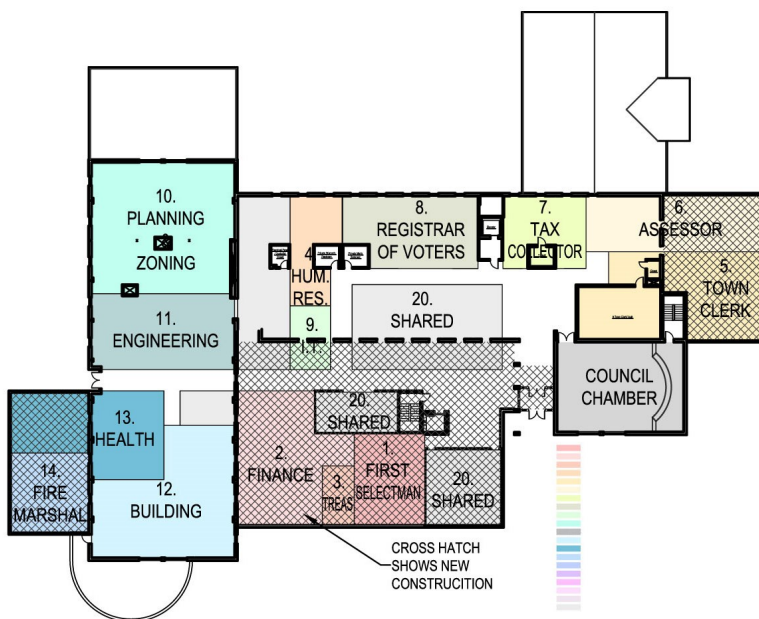 10.
PLANNING
ZONING
4.
HUM.
RES.
8.
REGISTRAR
OF VOTERS
7.
TAX
COLLECTOR
6.
ASSESSOR
5.
TOWN
CLERK
11.
ENGINEERING
9.
20.
SHARED
COUNCIL
CHAMBER
13.
HEALTH
20.
SHARED
14.
FIRE
MARSHAL
12.
BUILDING
2.
FINANCE
3.
TREAS
1.
FIRST
SELECTMAN
20.
SHARED
CROSS HATCH
SHOWS NEW
CONSTRUCITION